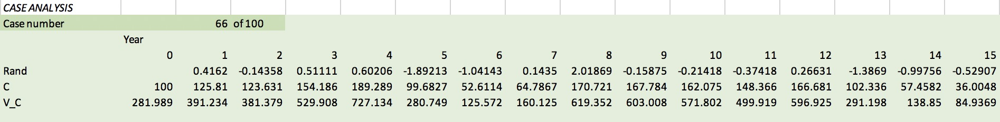 CASE ANALYSIS
Case number 66 of 100
Year
0 1 2 3 4 5 6 7 8 9 10 11 12 13 14 15
Rand 0.4162 -0.14358 0.51111 0.60206 -1.89213 -1.04143 0.1435 2.01869 -0.15875 -0.21418 -0.37418 0.26631 -1.3869 -0.99756 -0.52907
C 100 125.81 123.631 154.186 189.289 99.6827 52.6114 64.7867 170.721 167.784 162.075 148.366 166.681 102.336 57.4582 36.0048
V_C 281.989 391.234 381.379 529.908 727.134 280.749 125.572 160.125 619.352 603.008 571.802 499.919 596.925 291.198 138.85 84.9369